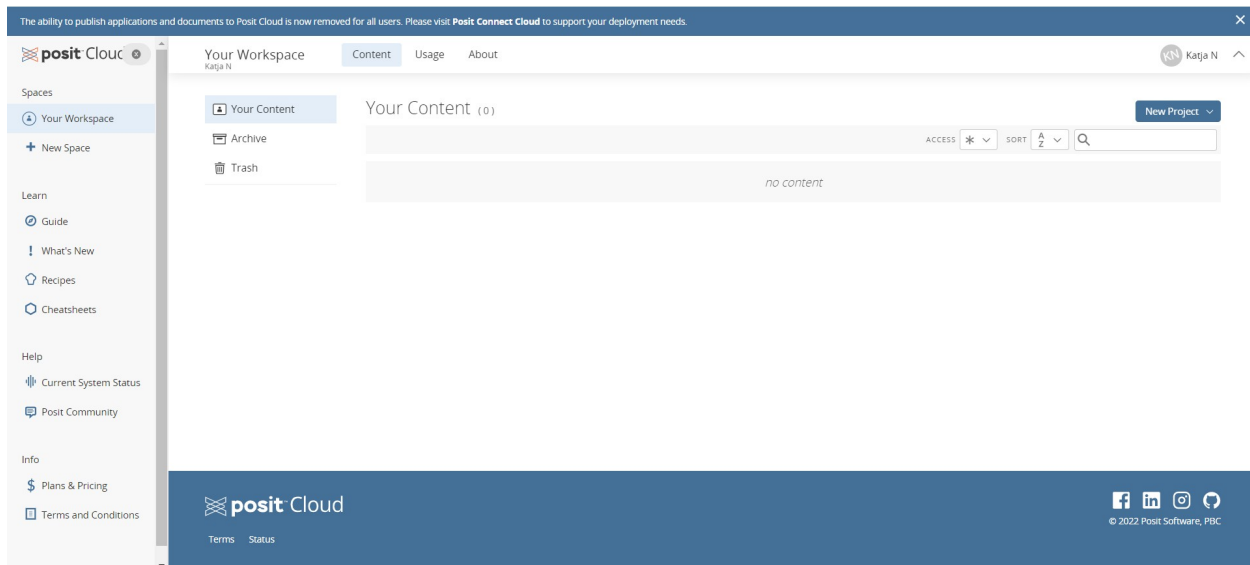 The ability to publish applications and documents to Posit Cloud is now removed for all users. Please visit Posit Connect Cloud to support your deployment needs.
posit Cloud
Spaces
Your Workspace
New Space
Learn
Guide
What's New
Recipes
Cheatsheets
Help
Current System Status
Posit Community
Info
Plans & Pricing
Terms and Conditions
Your Workspace
Katja N
Content Usage About
KN Katja N
Your Content
Archive
Trash
Your Content (0)
New Project
ACCESS * SORT A Z
no content
posit Cloud
Terms Status
© 2022 Posit Software, PBC